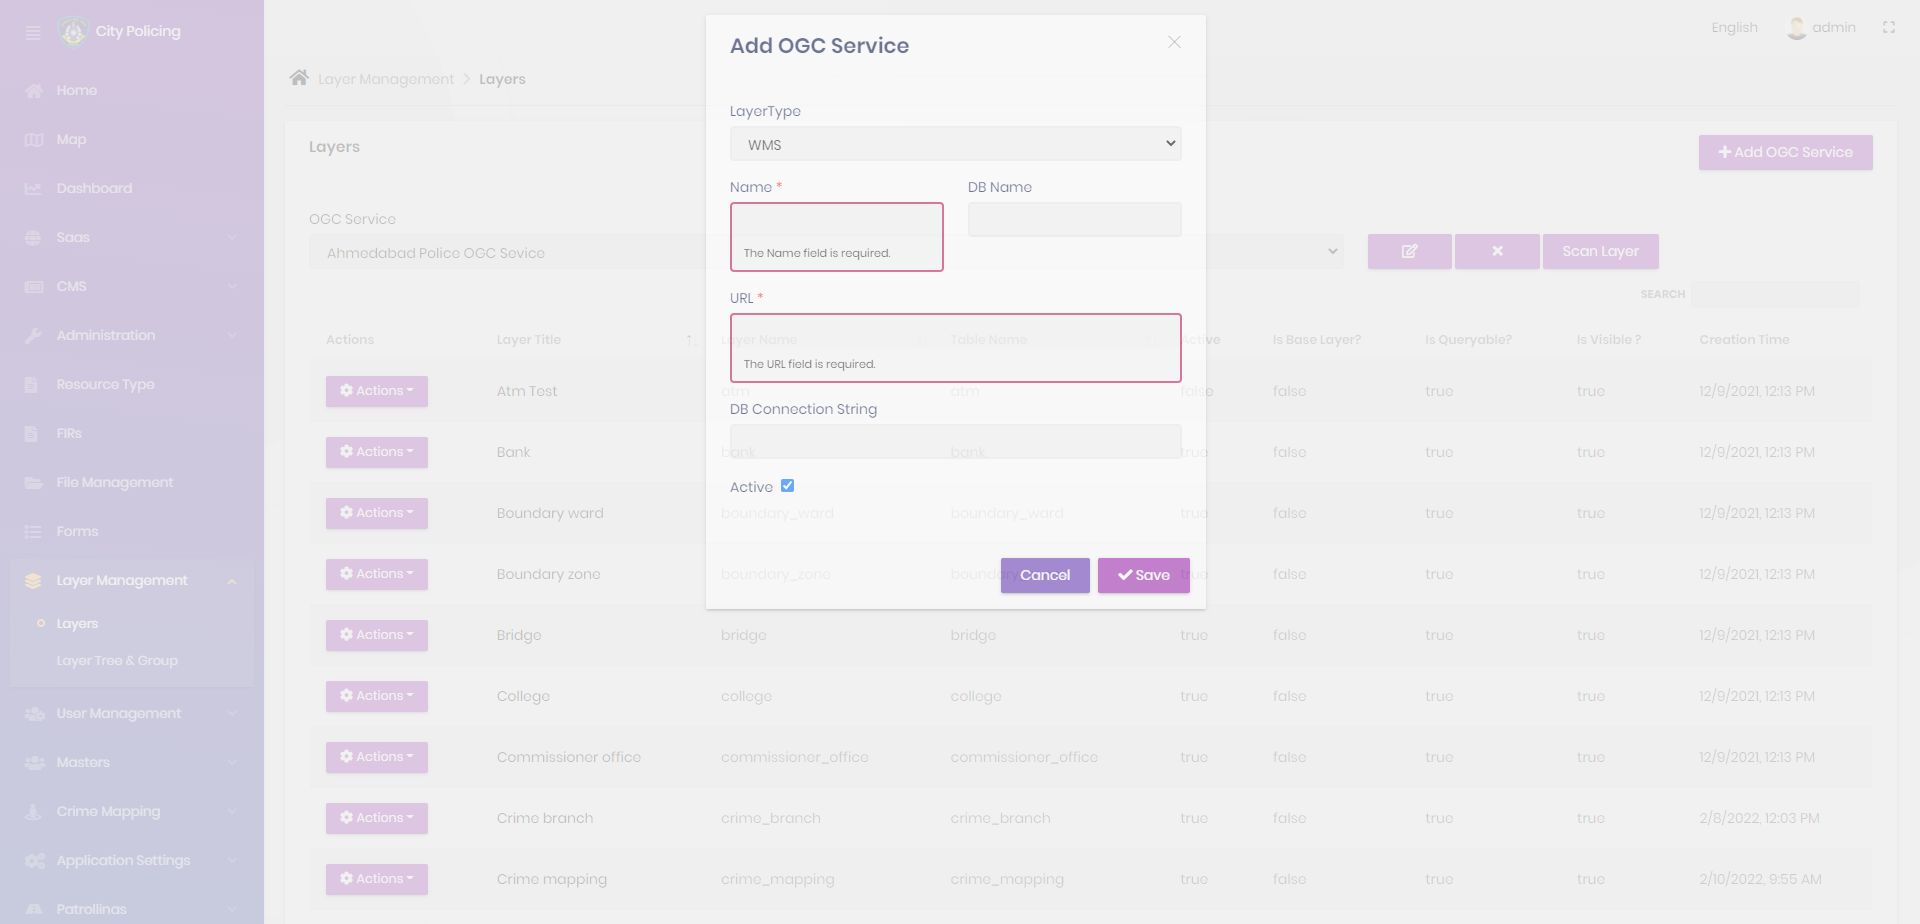 City Policing
English
admin
Home
Map
Dashboard
Saas
CMS
Administration
Resource Type
FIRs
File Management
Forms
Layer Management
Layers
Layer Tree & Group
User Management
Masters
Crime Mapping
Application Settings
Patrollings
Layer Management > Layers
Layers
Add OGC Service
OGC Service
Ahmedabad Police OGC Sevice
Scan Layer
SEARCH
Actions Layer Title Layer Name Table Name Active Is Base Layer? Is Queryable? Is Visible ? Creation Time
Actions Atm Test atm atm false false true true 12/9/2021, 12:13 PM
Actions Bank bank bank true false true true 12/9/2021, 12:13 PM
Actions Boundary ward boundary_ward boundary_ward true false true true 12/9/2021, 12:13 PM
Actions Boundary zone boundary_zone true false true true 12/9/2021, 12:13 PM
Actions Bridge bridge bridge true false true true 12/9/2021, 12:13 PM
Actions College college college true false true true 12/9/2021, 12:13 PM
Actions Commissioner office commissioner_office commissioner_office true false true true 12/9/2021, 12:13 PM
Actions Crime branch crime_branch crime_branch true false true true 2/8/2022, 12:03 PM
Actions Crime mapping crime_mapping crime_mapping true false true true 2/10/2022, 9:55 AM
Add OGC Service
LayerType
WMS
Name * DB Name
The Name field is required.
URL *
The URL field is required.
DB Connection String
Active
Cancel Save